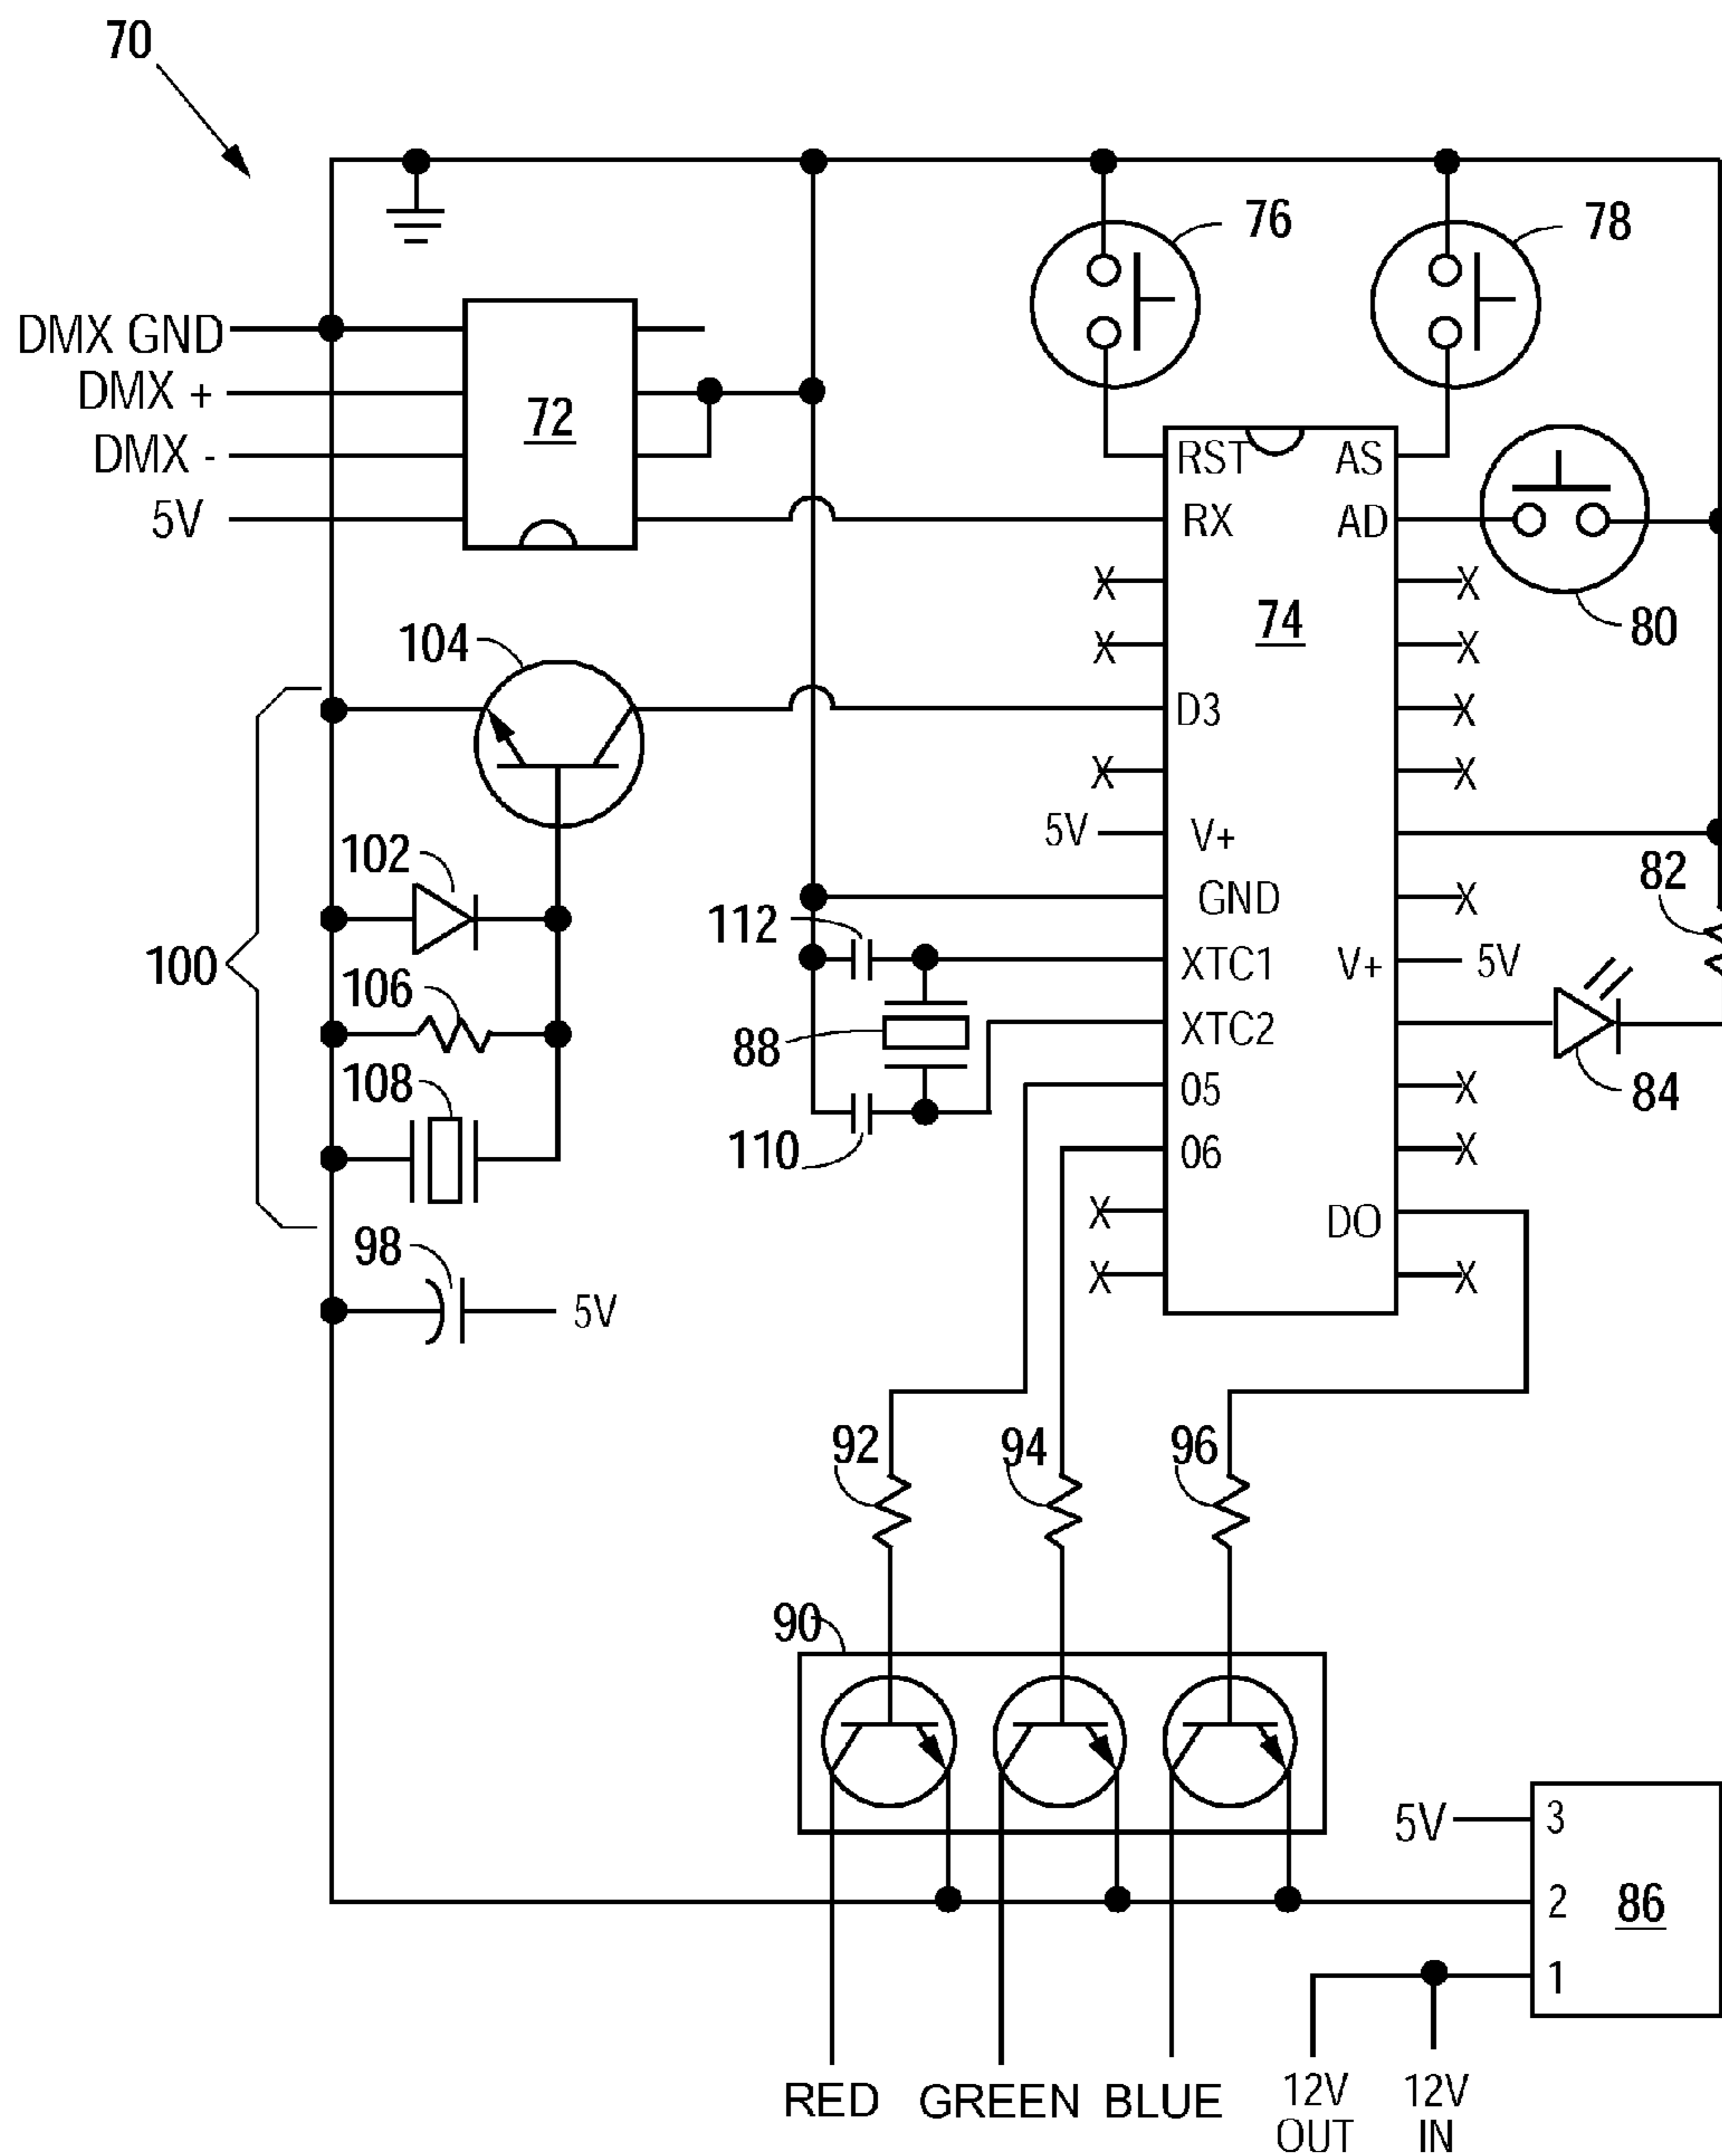 70
76
78
DMX GND
DMX +
DMX -
5V
72
RST
AS
RX
AD
74
80
104
D3
102
5V
V+
82
112
GND
100
XTC1
V+
5V
106
88
XTC2
108
05
84
110
06
98
DO
5V
92
94
96
90
5V
3
2
86
1
RED
GREEN
BLUE
12V
OUT
12V
IN
X
X
X
X
X
X
X
X
X
X
X
X
X